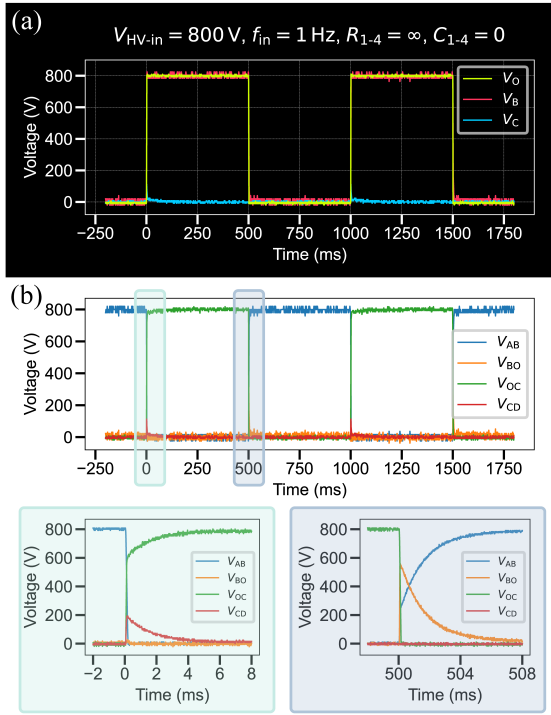 (a)
V_HV-in = 800 V, f_in = 1 Hz, R_1-4 = ∞, C_1-4 = 0
Voltage (V)
800
600
400
200
0
V_O
V_B
V_C
−250 0 250 500 750 1000 1250 1500 1750
Time (ms)
(b)
Voltage (V)
800
600
400
200
0
V_AB
V_BO
V_OC
V_CD
−250 0 250 500 750 1000 1250 1500 1750
Time (ms)
Voltage (V)
800
600
400
200
0
V_AB
V_BO
V_OC
V_CD
−2 0 2 4 6 8
Time (ms)
Voltage (V)
800
600
400
200
0
V_AB
V_BO
V_OC
V_CD
500 504 508
Time (ms)